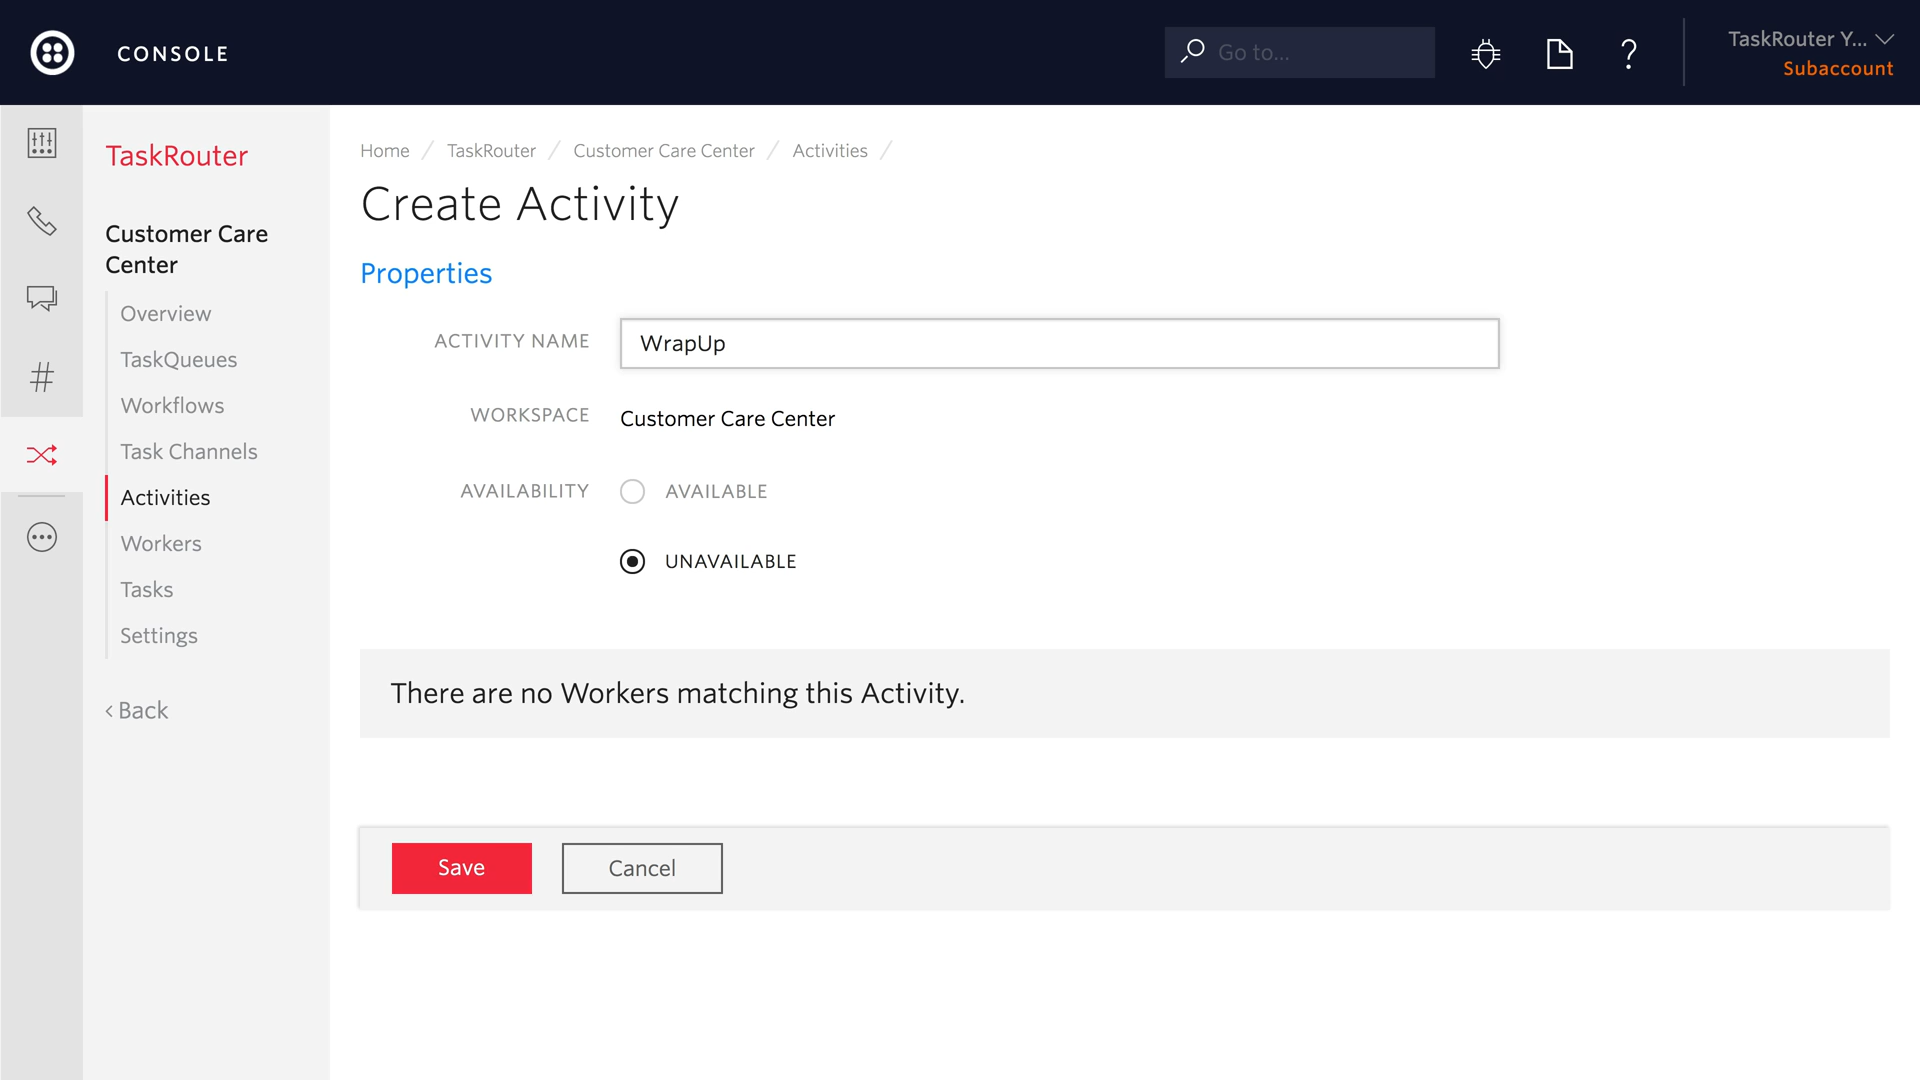 CONSOLE
Go to...
TaskRouter Y...
Subaccount
TaskRouter
Customer Care
Center
Overview
TaskQueues
Workflows
Task Channels
Activities
Workers
Tasks
Settings
Back
Home / TaskRouter / Customer Care Center / Activities /
Create Activity
Properties
ACTIVITY NAME WrapUp
WORKSPACE Customer Care Center
AVAILABILITY AVAILABLE
UNAVAILABLE
There are no Workers matching this Activity.
Save Cancel